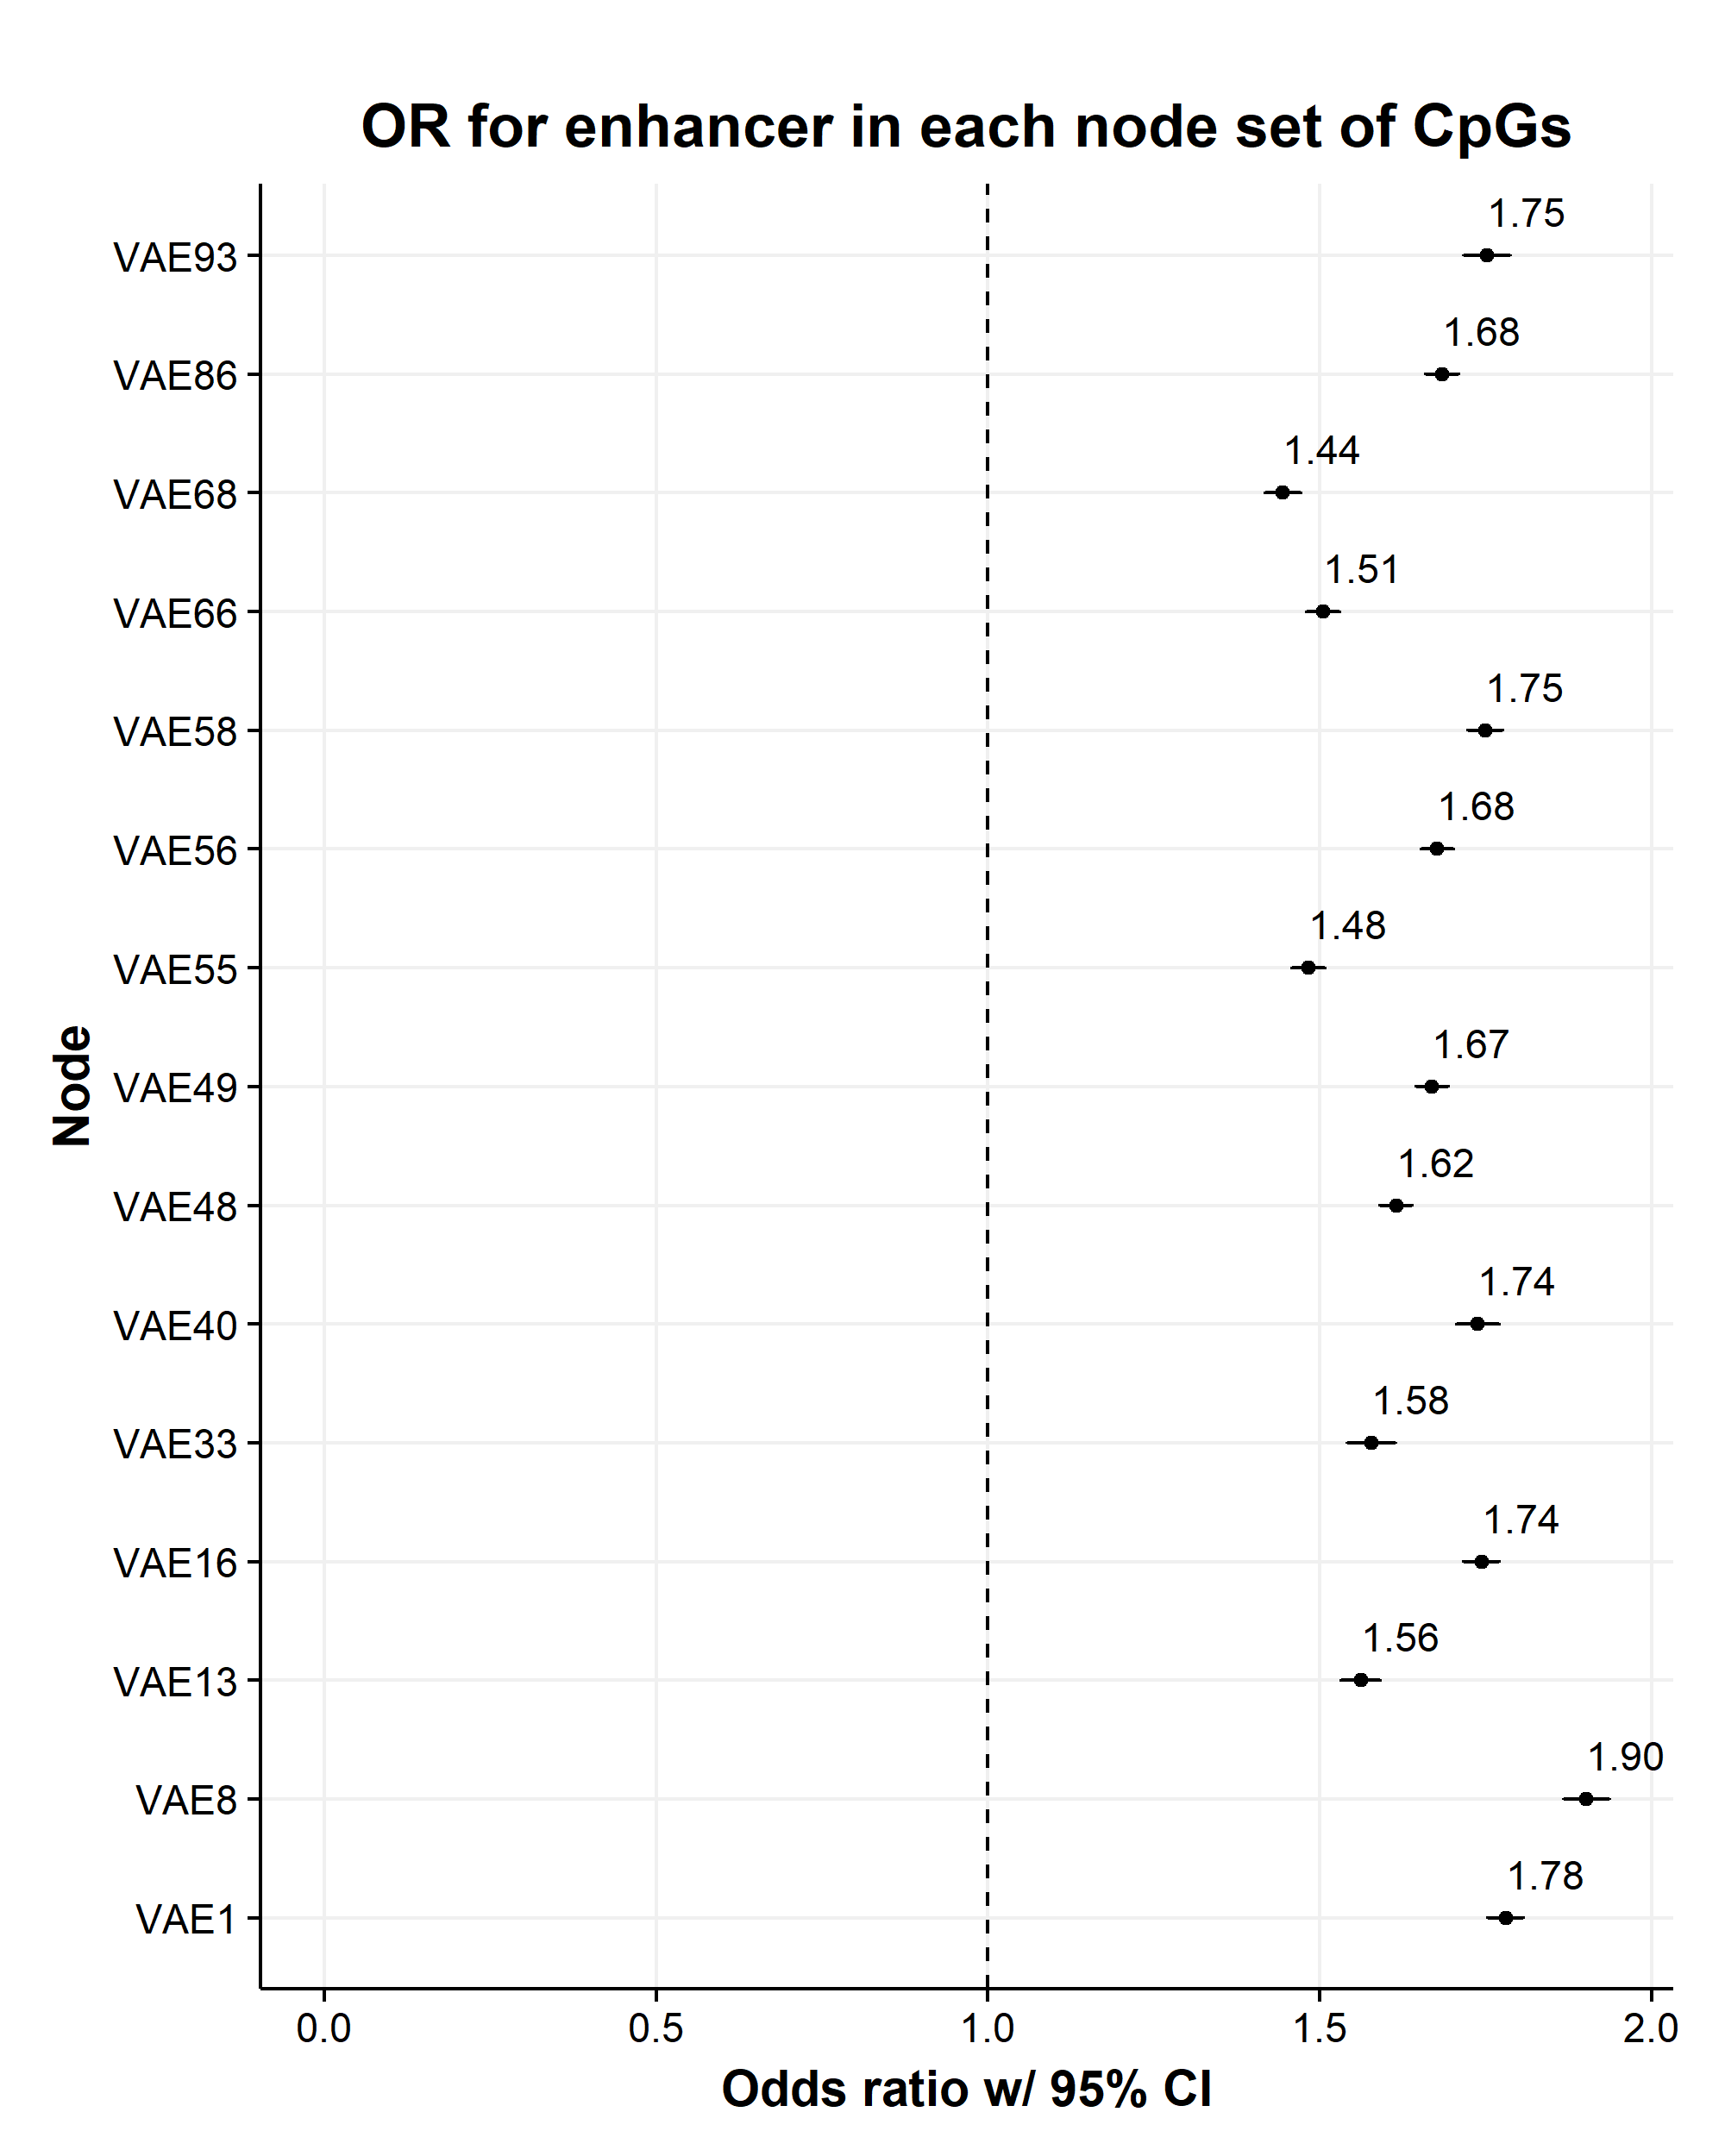 OR for enhancer in each node set of CpGs
VAE93 1.75
VAE86 1.68
VAE68 1.44
VAE66 1.51
VAE58 1.75
VAE56 1.68
VAE55 1.48
VAE49 1.67
VAE48 1.62
VAE40 1.74
VAE33 1.58
VAE16 1.74
VAE13 1.56
VAE8 1.90
VAE1 1.78
Node
0.0 0.5 1.0 1.5 2.0
Odds ratio w/ 95% CI